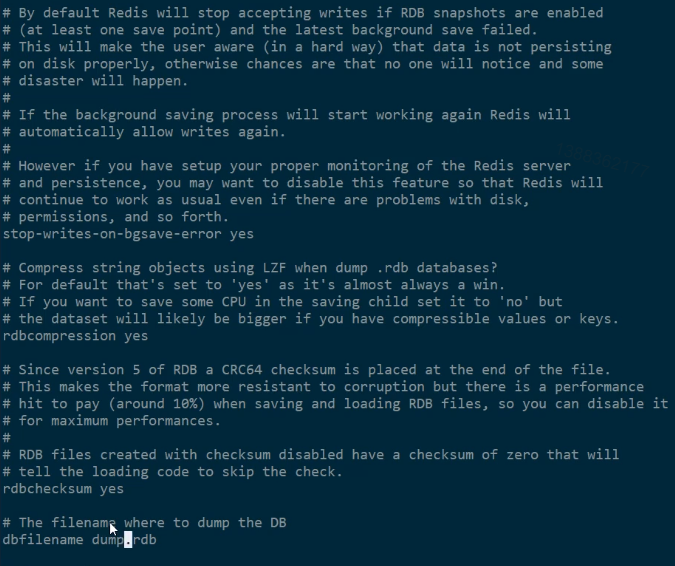 # By default Redis will stop accepting writes if RDB snapshots are enabled
# (at least one save point) and the latest background save failed.
# This will make the user aware (in a hard way) that data is not persisting
# on disk properly, otherwise chances are that no one will notice and some
# disaster will happen.
#
# If the background saving process will start working again Redis will
# automatically allow writes again.
#
# However if you have setup your proper monitoring of the Redis server
# and persistence, you may want to disable this feature so that Redis will
# continue to work as usual even if there are problems with disk,
# permissions, and so forth.
stop-writes-on-bgsave-error yes

# Compress string objects using LZF when dump .rdb databases?
# For default that's set to 'yes' as it's almost always a win.
# If you want to save some CPU in the saving child set it to 'no' but
# the dataset will likely be bigger if you have compressible values or keys.
rdbcompression yes

# Since version 5 of RDB a CRC64 checksum is placed at the end of the file.
# This makes the format more resistant to corruption but there is a performance
# hit to pay (around 10%) when saving and loading RDB files, so you can disable it
# for maximum performances.
#
# RDB files created with checksum disabled have a checksum of zero that will
# tell the loading code to skip the check.
rdbchecksum yes

# The filename where to dump the DB
dbfilename dump.rdb